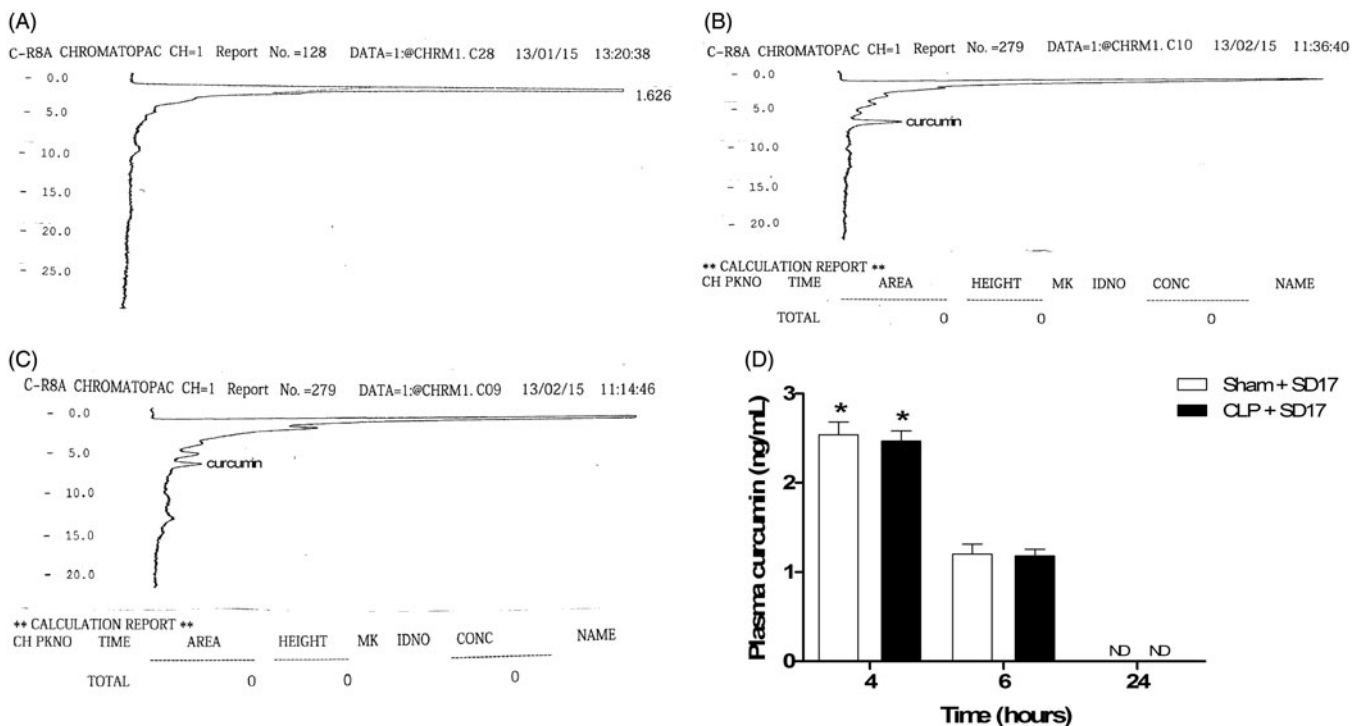 (A)
C-R8A CHROMATOPAC CH=1 Report No. =128 DATA=1:@CHRM1. C28 13/01/15 13:20:38
- 0.0
1.626
- 5.0
- 10.0
- 15.0
- 20.0
- 25.0
(B)
C-R8A CHROMATOPAC CH=1 Report No. =279 DATA=1:@CHRM1. C10 13/02/15 11:36:40
- 0.0
- 5.0
curcumin
- 10.0
- 15.0
- 20.0
** CALCULATION REPORT **
CH PKNO TIME AREA HEIGHT MK IDNO CONC NAME
TOTAL 0 0 0
(C)
C-R8A CHROMATOPAC CH=1 Report No. =279 DATA=1:@CHRM1. C09 13/02/15 11:14:46
- 0.0
- 5.0
curcumin
- 10.0
- 15.0
- 20.0
** CALCULATION REPORT **
CH PKNO TIME AREA HEIGHT MK IDNO CONC NAME
TOTAL 0 0 0
(D)
Sham + SD17
CLP + SD17
Plasma curcumin (ng/mL)
3
2
1
0
* *
ND ND
4 6 24
Time (hours)